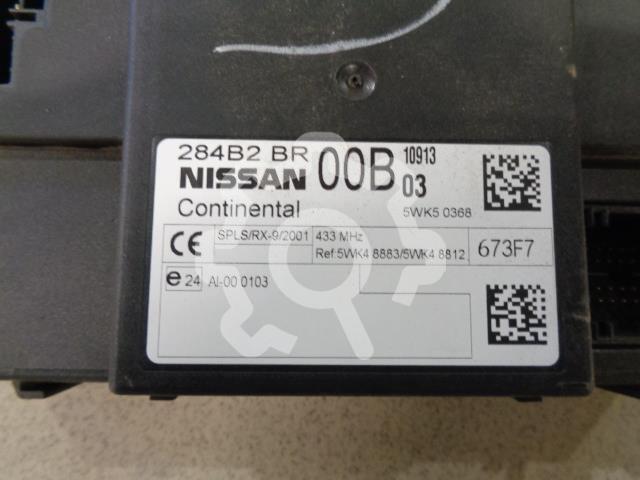 284B2 BR 00B 10913
NISSAN 03
Continental 5WK5 0368
CE SPLS/RX-9/2001 433 MHz
Ref.5WK4 8883/5WK4 8812 673F7
e 24 AI-00 0103